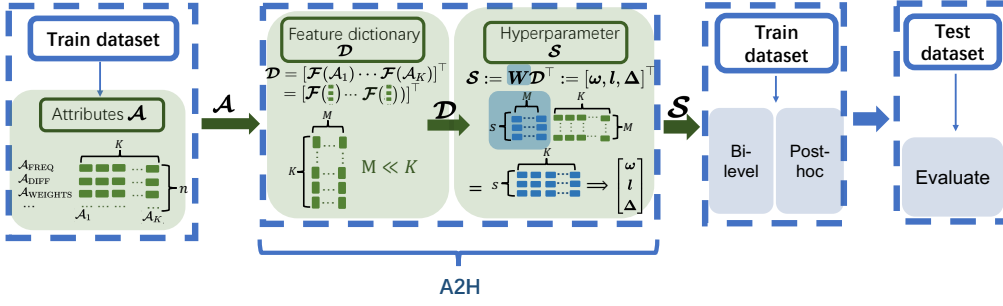 Train dataset
Attributes 𝓐
K
𝒜FREQ
𝒜DIFF
𝒜WEIGHTS
...
n
𝒜₁ ... ... 𝒜K
𝓐
Feature dictionary
𝓓
𝓓 = [𝓕(𝒜₁) ··· 𝓕(𝒜K)]⊤
= [𝓕( ) ··· 𝓕( ))]⊤
M
K
M ≪ K
𝓓
Hyperparameter
𝓢
𝓢 := W𝓓⊤ := [ω, l, Δ]⊤
M
K
S
M
K
= S ⟹ [ω
l
Δ]
A2H
𝓢
Train
dataset
Bi-
level
Post-
hoc
Test
dataset
Evaluate